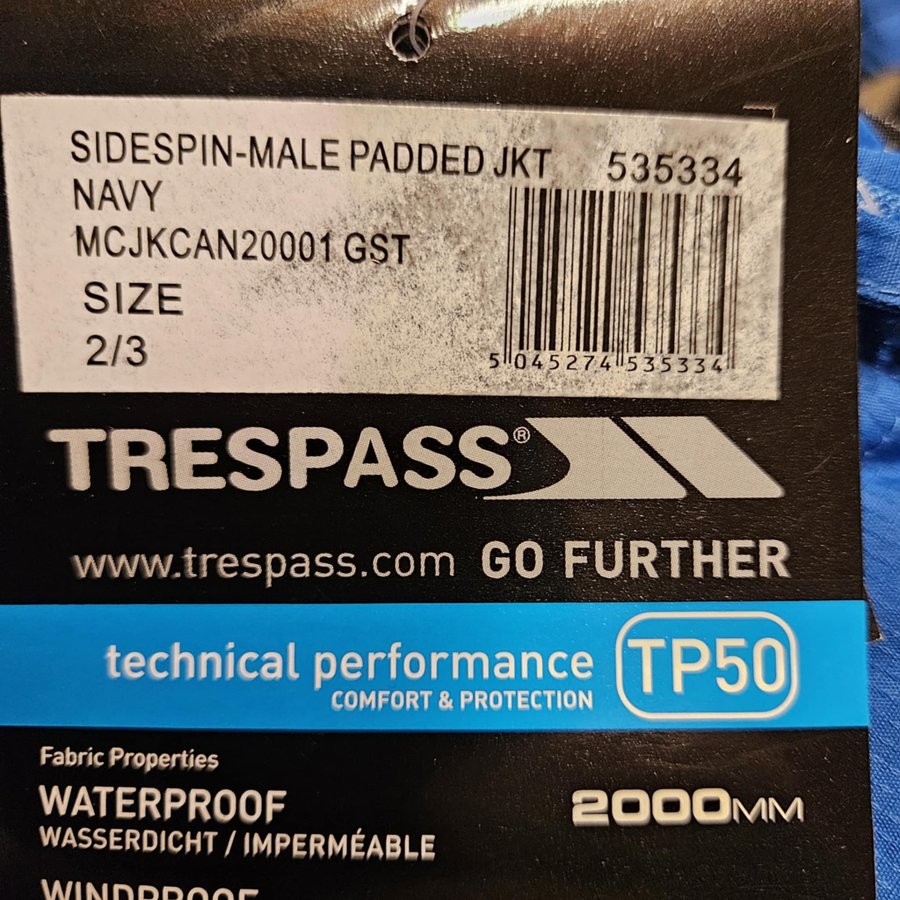 SIDESPIN-MALE PADDED JKT 535334
NAVY
MCJKCAN20001 GST
SIZE
2/3
5 045274 535334
TRESPASS®
www.trespass.com GO FURTHER
technical performance TP50
COMFORT & PROTECTION
Fabric Properties
WATERPROOF 2000MM
WASSERDICHT / IMPERMÉABLE
WINDPROOF